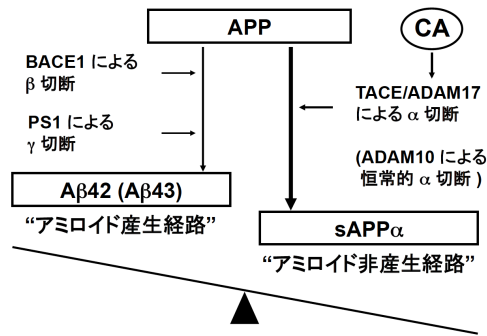 APP
CA
BACE1 による
β 切断
PS1 による
γ 切断
TACE/ADAM17
による α 切断
(ADAM10 による
恒常的 α 切断 )
Aβ42 (Aβ43)
“アミロイド産生経路”
sAPPα
“アミロイド非産生経路”